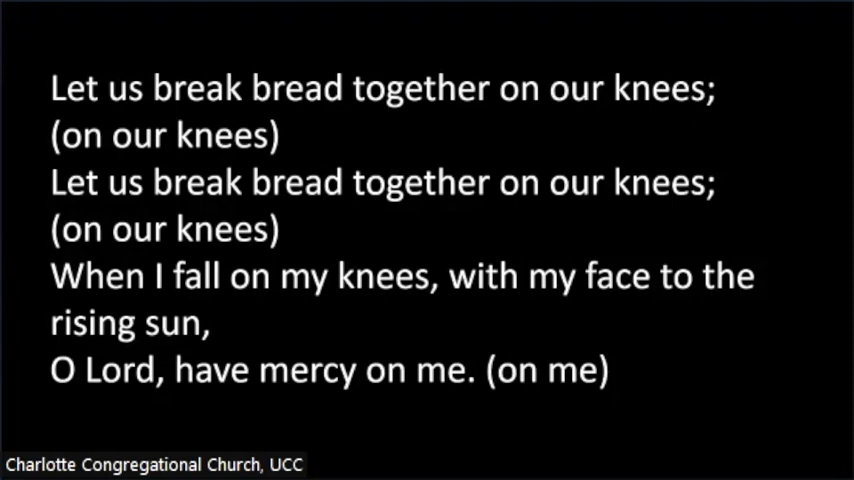 Let us break bread together on our knees;
(on our knees)
Let us break bread together on our knees;
(on our knees)
When I fall on my knees, with my face to the
rising sun,
O Lord, have mercy on me. (on me)
Charlotte Congregational Church, UCC